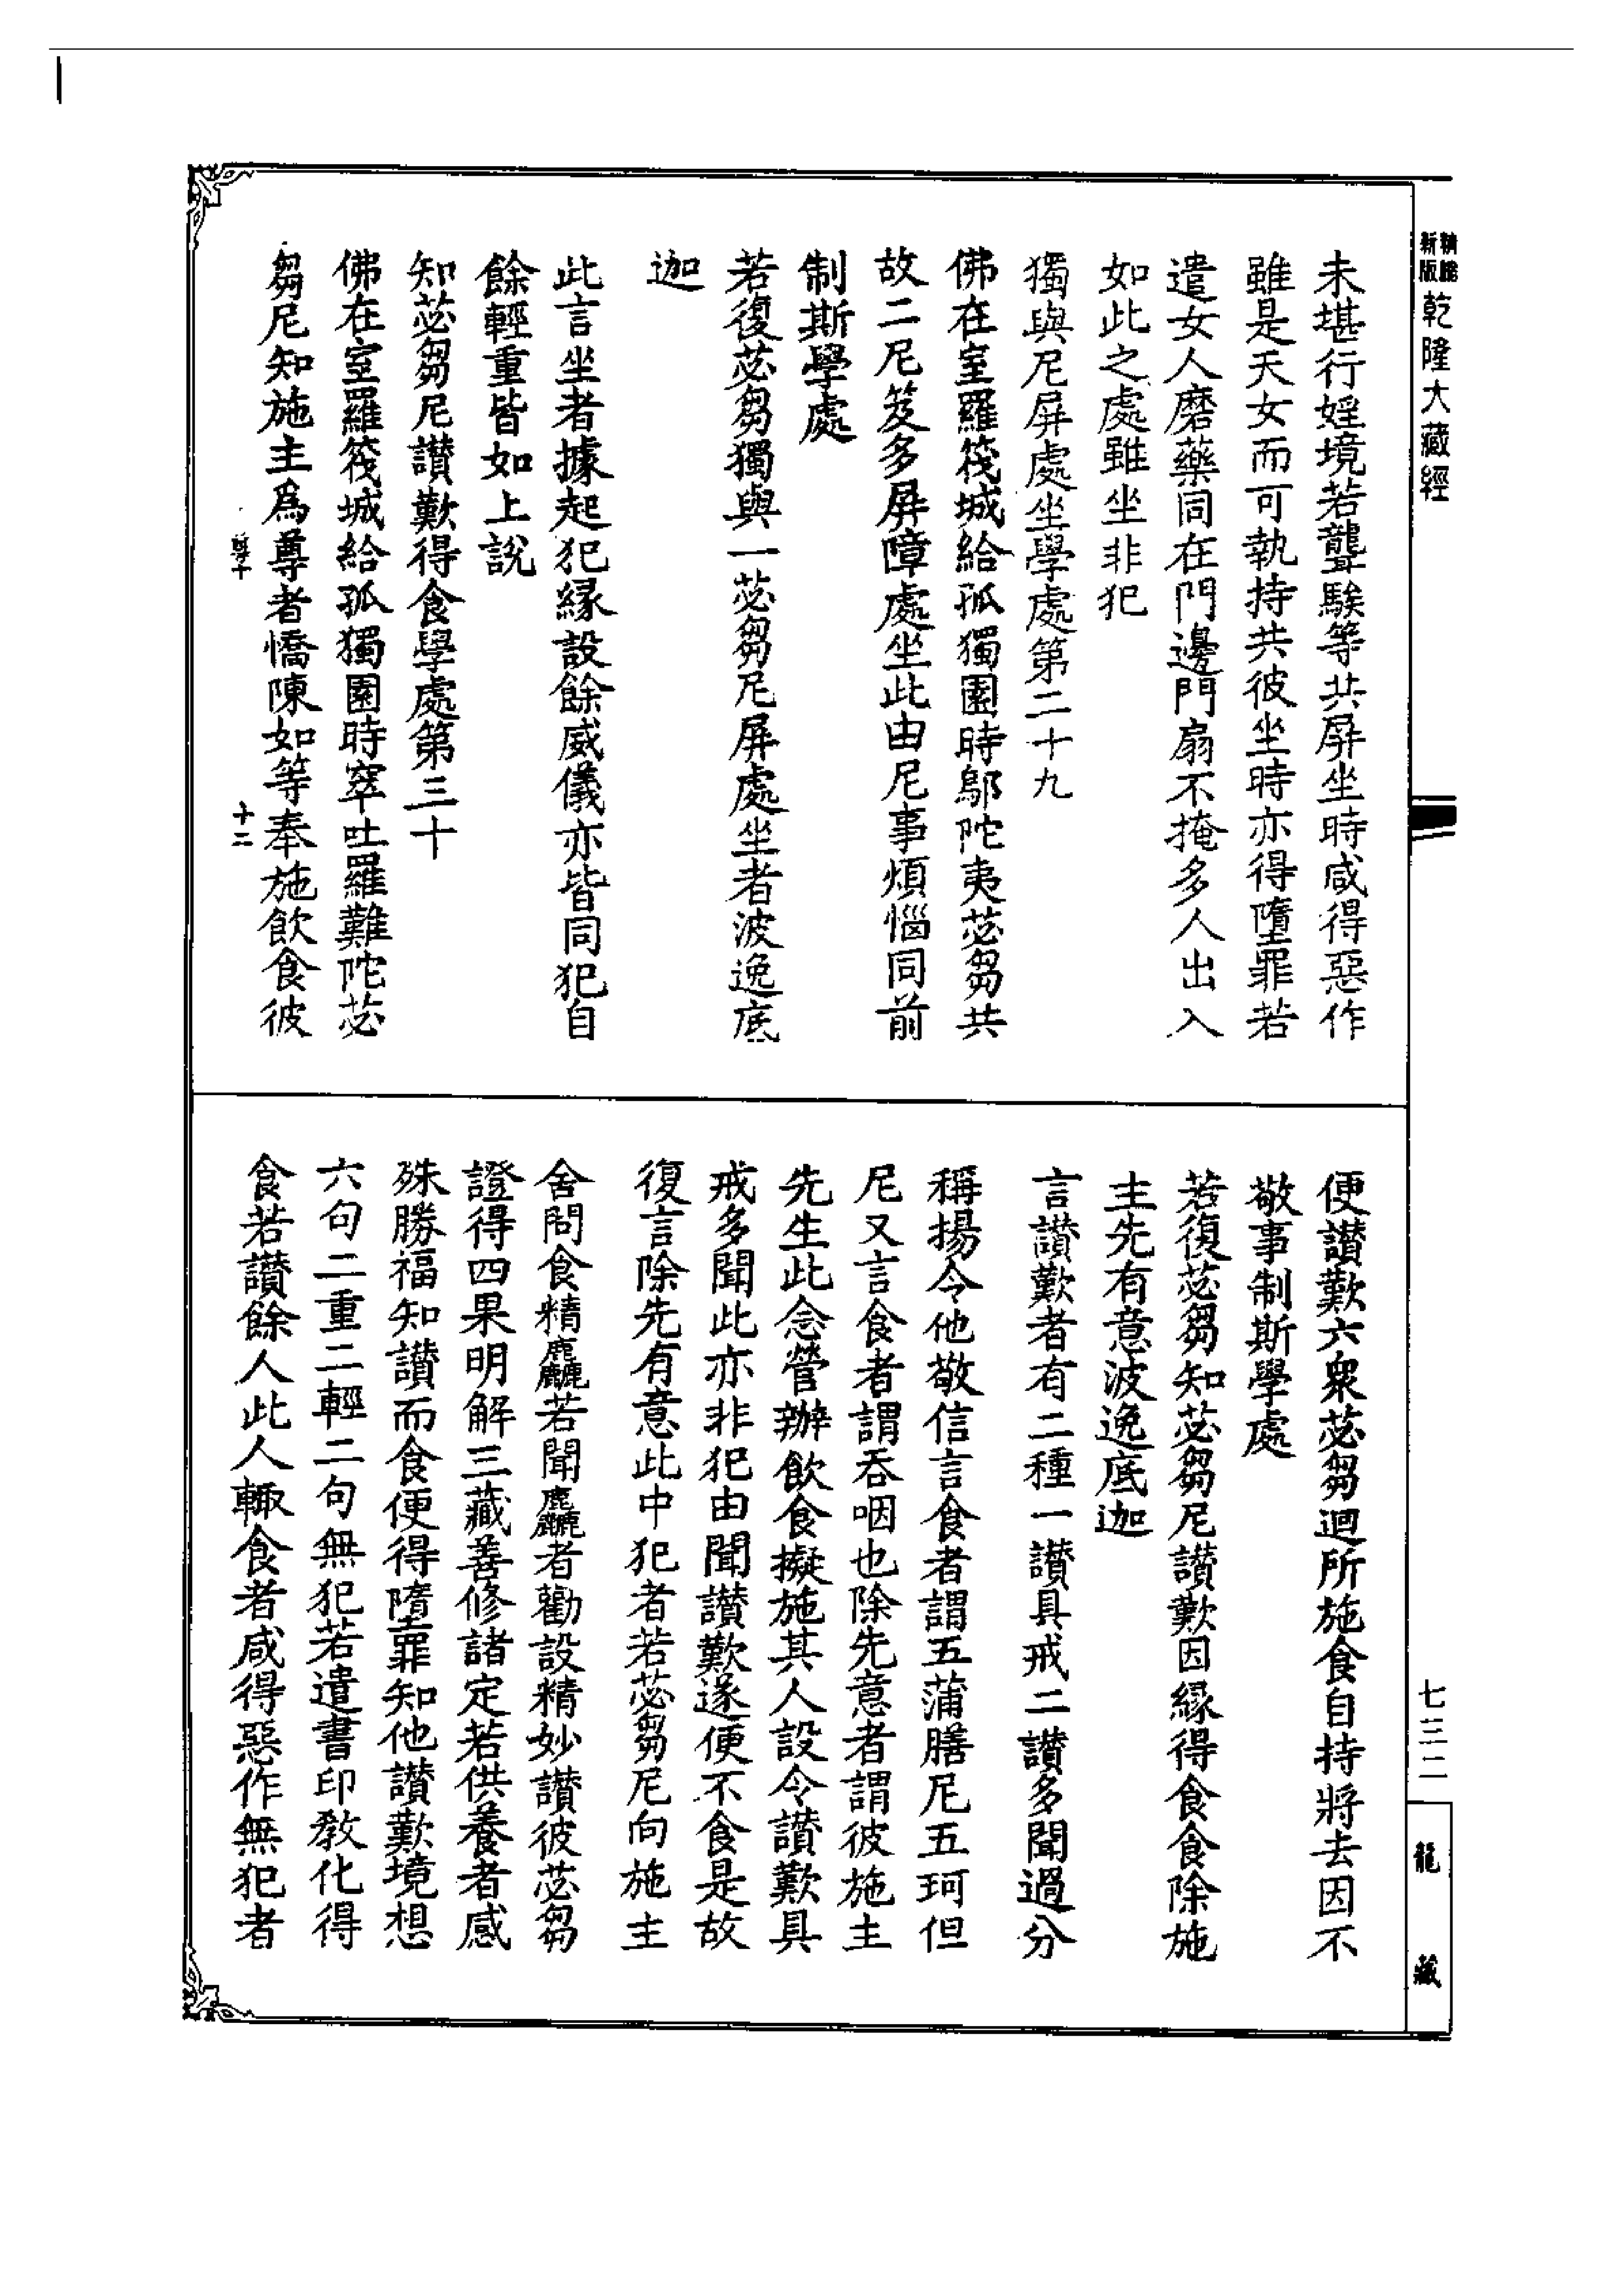 乾隆大藏經
未堪行婬境若聾騃等共屏坐時咸得惡作
雖是天女而可執持共彼坐時亦得墮罪若
遣女人磨藥同在門邊門扇不掩多人出入
如此之處雖坐非犯
獨與尼屏處坐學處第二十九
佛在室羅筏城給孤獨園時鄔陀夷苾芻共
故二尼笈多屏障處坐此由尼事煩惱同前
制斯學處
若復苾芻獨與一苾芻尼屏處坐者波逸底
迦
此言坐者據起犯緣設餘威儀亦皆同犯自
餘輕重皆如上說
知苾芻尼讚歎得食學處第三十
佛在室羅筏城給孤獨園時窣吐羅難陀苾
芻尼知施主為尊者憍陳如等奉施飲食彼
十二
便讚歎六衆苾芻迴所施食自持將去因不
敬事制斯學處
若復苾芻知苾芻尼讚歎因緣得食食除施
主先有意波逸底迦
言讚歎者有二種一讚具戒二讚多聞過分
稱揚令他敬信言食者謂五蒲膳尼五珂但
尼又言食者謂吞咽也除先意者謂彼施主
先生此念營辦飲食擬施其人設令讚歎具
戒多聞此亦非犯由聞讚歎遂便不食是故
復言除先有意此中犯者若苾芻尼向施主
舍問食精麤若聞麤者勸設精妙讚彼苾芻
證得四果明解三藏善修諸定若供養者感
殊勝福知讚而食便得墮罪知他讚歎境想
六句二重二輕二句無犯若遣書印教化得
食若讚餘人此人輙食者咸得惡作無犯者
七三二
龍藏